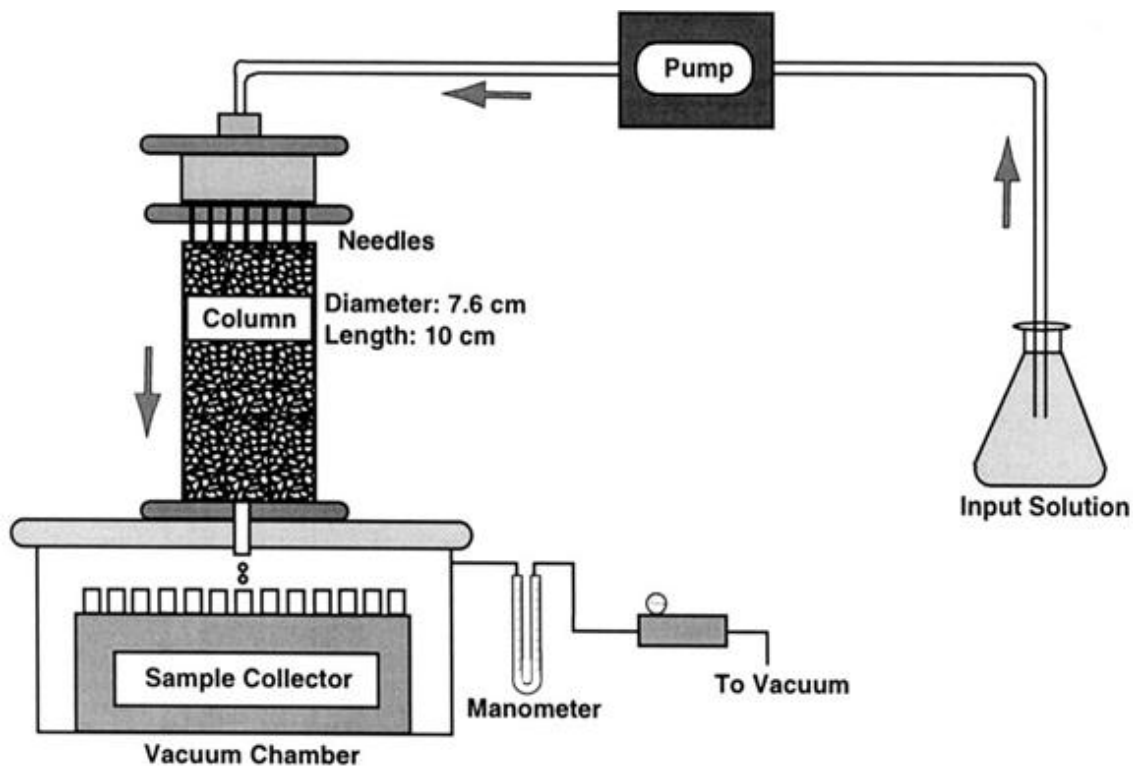 Pump
Needles
Column
Diameter: 7.6 cm
Length: 10 cm
Input Solution
Sample Collector
Manometer
To Vacuum
Vacuum Chamber